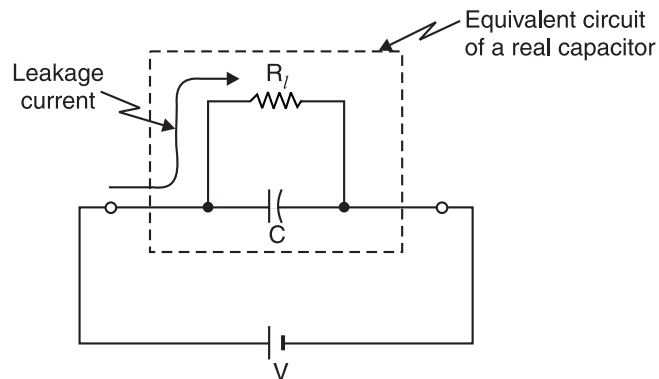 Equivalent circuit
of a real capacitor
Leakage
current
R_l
C
V